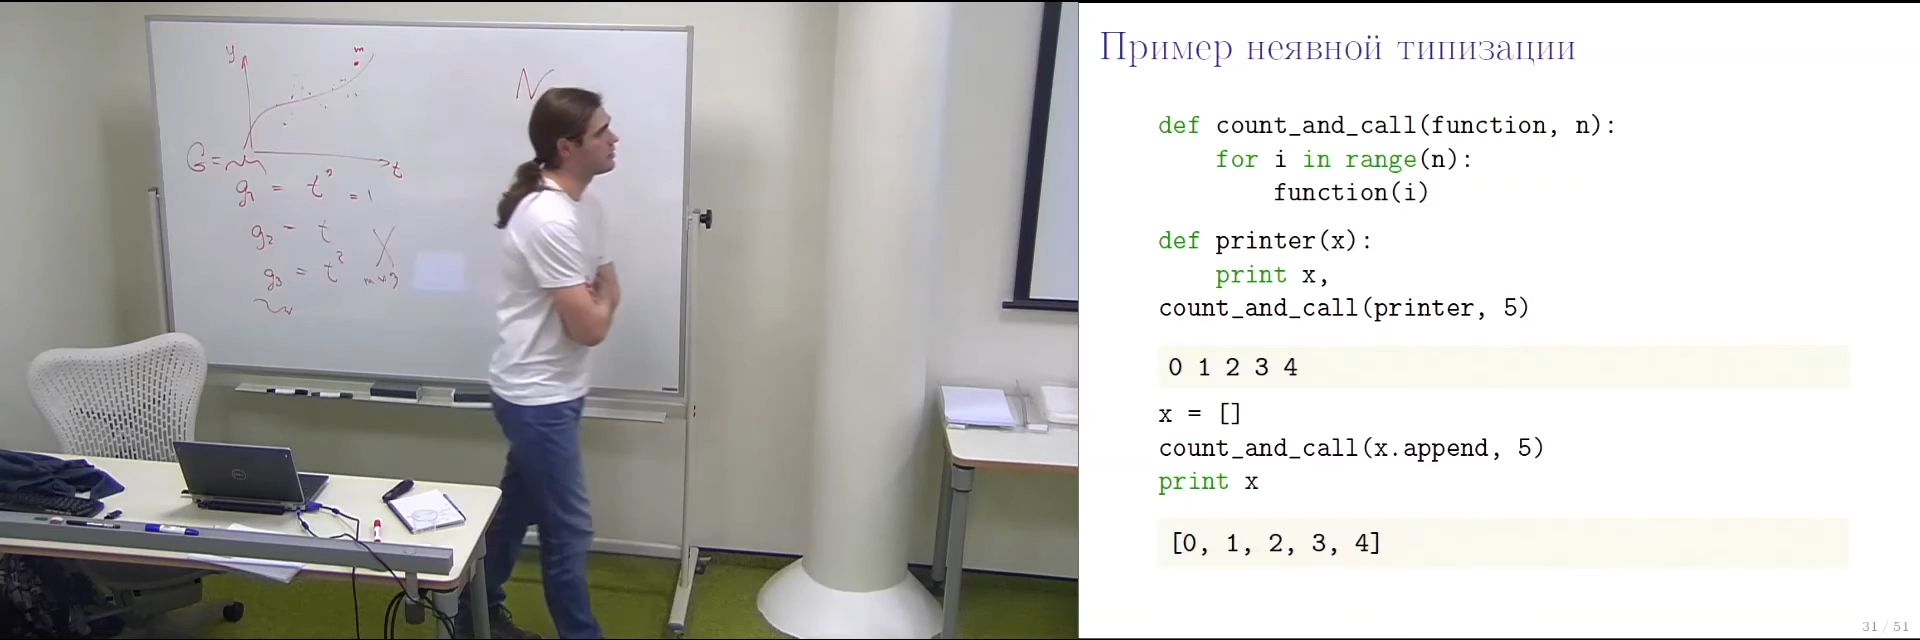 y
m
N
G=
t
g1 = t⁰ = 1
g2 = t
g3 = t²
DELL
Пример неявной типизации
def count_and_call(function, n):
    for i in range(n):
        function(i)
def printer(x):
    print x,
count_and_call(printer, 5)
0 1 2 3 4
x = []
count_and_call(x.append, 5)
print x
[0, 1, 2, 3, 4]
31 / 51